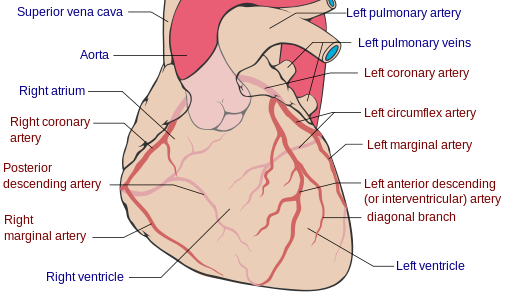 Superior vena cava
Left pulmonary artery
Aorta
Left pulmonary veins
Left coronary artery
Right atrium
Right coronary
artery
Left circumflex artery
Left marginal artery
Posterior
descending artery
Left anterior descending
(or interventricular) artery
diagonal branch
Right
marginal artery
Left ventricle
Right ventricle